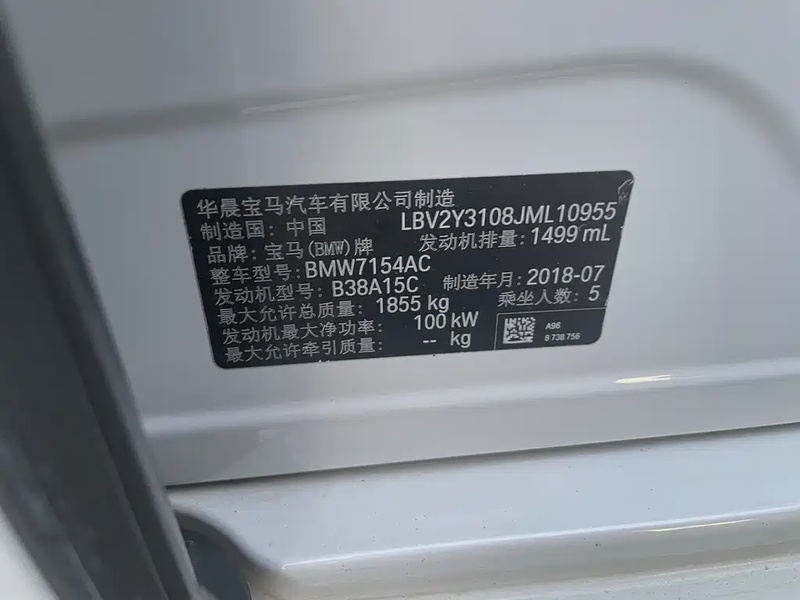 华晨宝马汽车有限公司制造
制造国：中国 LBV2Y3108JML10955
品牌：宝马(BMW)牌 发动机排量：1499 mL
整车型号：BMW7154AC
发动机型号：B38A15C 制造年月：2018-07
最大允许总质量：1855 kg 乘坐人数：5
发动机最大净功率：100 kW
最大允许牵引质量：-- kg
A96
8 738 756